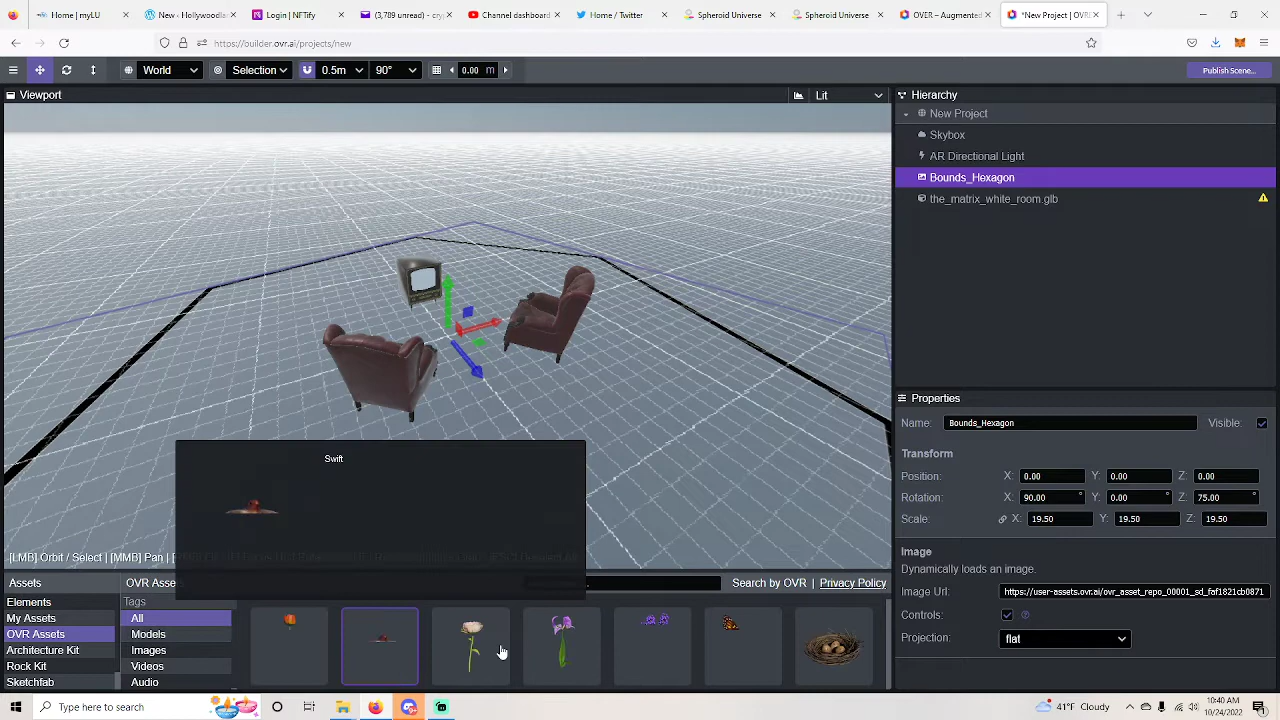 mU
Home | myLU
New | Hollywoodla
Login | NFTify
(3,789 unread) - cryp
Channel dashboard
Home / Twitter
Spheroid Universe
Spheroid Universe
OVER – Augmented
*New Project | OVR
https://builder.ovr.ai/projects/new
World Selection 0.5m 90° 0.00 m Publish Scene...
Viewport Lit
Hierarchy
New Project
Skybox
AR Directional Light
Bounds_Hexagon
the_matrix_white_room glb
Swift
[LMB] Orbit / Select | [MMB] Pan |
Properties
Name: Bounds_Hexagon Visible:
Transform
Position: X: 0.00 Y: 0.00 Z: 0.00
Rotation: X: 90.00 ° Y: 0.00 ° Z: 75.00 °
Scale: X: 19.50 Y: 19.50 Z: 19.50
Image
Dynamically loads an image.
Image Url: https://user-assets.ovr.ai/ovr_asset_repo_00001_sd_faf1821cb0871
Controls:
Projection: flat
Assets
OVR Asse
Search by OVR | Privacy Policy
Elements
My Assets
OVR Assets
Architecture Kit
Rock Kit
Sketchfab
Tags
All
Models
Images
Videos
Audio
Type here to search
41°F Cloudy
10:40 AM
10/24/2022